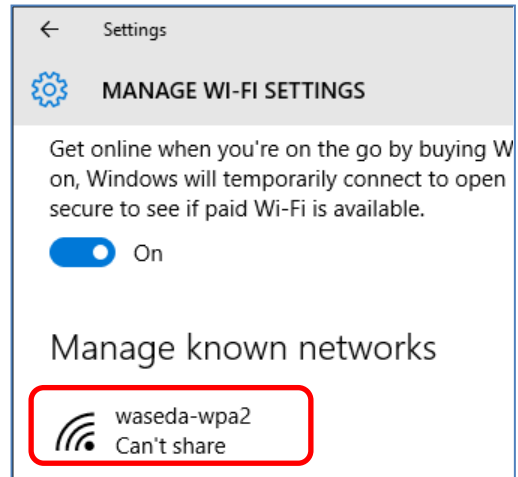 Settings
MANAGE WI-FI SETTINGS
Get online when you're on the go by buying W
on, Windows will temporarily connect to open
secure to see if paid Wi-Fi is available.
On
Manage known networks
waseda-wpa2
Can't share